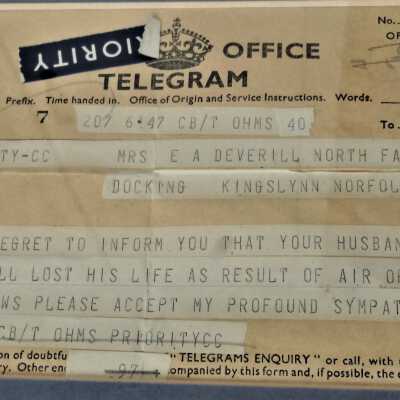 No.
PRIORITY
OFFICE
OF
TELEGRAM
Prefix. Time handed in. Office of Origin and Service Instructions. Words.
7 207 6.47 CB/T OHMS 40 To
TY-CC MRS E A DEVERILL NORTH FA
DOCKING KINGSLYNN NORFOL
EGRET TO INFORM YOU THAT YOUR HUSBAN
LL LOST HIS LIFE AS RESULT OF AIR OP
WS PLEASE ACCEPT MY PROFOUND SYMPAT
CB/T OHMS PRIORITYCC
on of doubtfu "TELEGRAMS ENQUIRY" or call, with
ry. Other en ompanied by this form and, if possible, the e